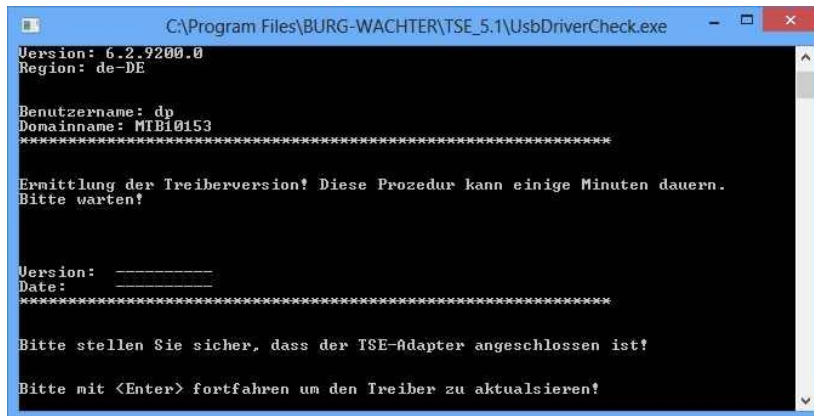 C:\Program Files\BURG-WACHTER\TSE_5.1\UsbDriverCheck.exe
Version: 6.2.9200.0
Region: de-DE
Benutzername: dp
Domainname: MTB10153
*************************************************************
Ermittlung der Treiberversion! Diese Prozedur kann einige Minuten dauern.
Bitte warten!
Version: ----------
Date: ----------
*************************************************************
Bitte stellen Sie sicher, dass der TSE-Adapter angeschlossen ist!
Bitte mit <Enter> fortfahren um den Treiber zu aktualsieren!